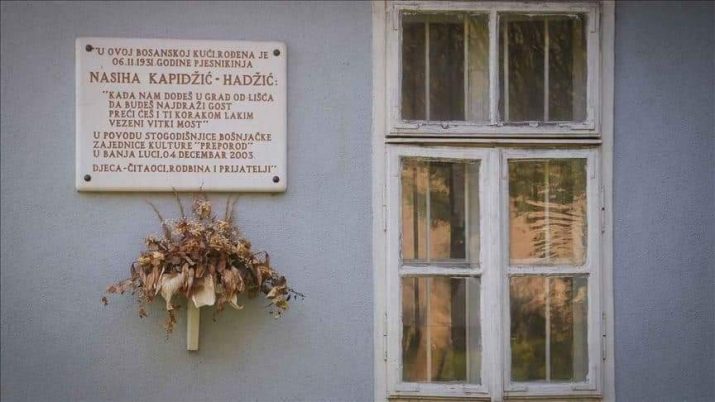 "U OVOJ BOSANSKOJ KUĆI,ROĐENA JE
06.11.1931.GODINE PJESNIKINJA
NASIHA KAPIDŽIĆ-HADŽIĆ:
"KADA NAM DOĐEŠ U GRAD OD LIŠĆA
DA BUDEŠ NAJDRAŽI GOST
PREĆI ĆEŠ I TI KORAKOM LAKIM
VEZENI VITKI MOST"
U POVODU STOGODIŠNJICE BOŠNJAČKE
ZAJEDNICE KULTURE "PREPOROD"
U BANJA LUCI,04.DECEMBAR 2003.
DJECA-ČITAOCI,RODBINA I PRIJATELJI"